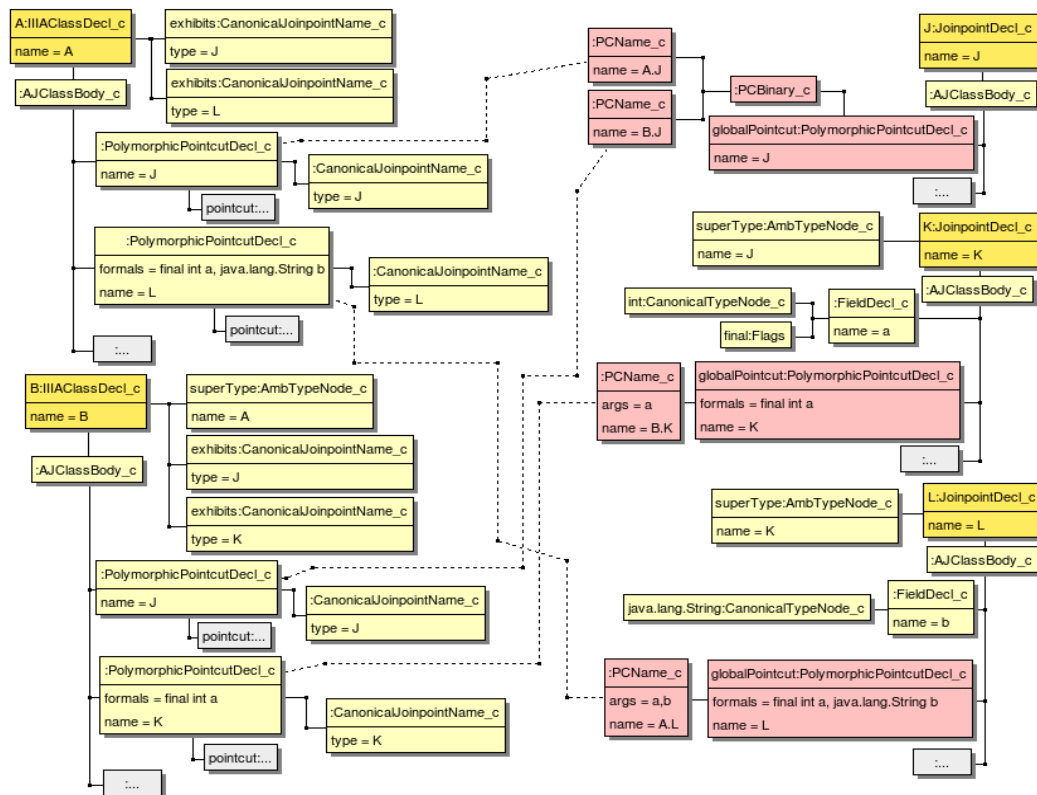 A:IIIAClassDecl_c
name = A
exhibits:CanonicalJoinpointName_c
type = J
exhibits:CanonicalJoinpointName_c
type = L
:AJClassBody_c
:PolymorphicPointcutDecl_c
name = J
:CanonicalJoinpointName_c
type = J
pointcut:...
:PolymorphicPointcutDecl_c
formals = final int a, java.lang.String b
name = L
:CanonicalJoinpointName_c
type = L
pointcut:...
:...
B:IIIAClassDecl_c
name = B
superType:AmbTypeNode_c
name = A
exhibits:CanonicalJoinpointName_c
type = J
exhibits:CanonicalJoinpointName_c
type = K
:AJClassBody_c
:PolymorphicPointcutDecl_c
name = J
:CanonicalJoinpointName_c
type = J
pointcut:...
:PolymorphicPointcutDecl_c
formals = final int a
name = K
:CanonicalJoinpointName_c
type = K
pointcut:...
:...
:PCName_c
name = A.J
:PCName_c
name = B.J
:PCBinary_c
globalPointcut:PolymorphicPointcutDecl_c
name = J
J:JoinpointDecl_c
name = J
:AJClassBody_c
:...
superType:AmbTypeNode_c
name = J
K:JoinpointDecl_c
name = K
:AJClassBody_c
int:CanonicalTypeNode_c
final:Flags
:FieldDecl_c
name = a
:PCName_c
args = a
name = B.K
globalPointcut:PolymorphicPointcutDecl_c
formals = final int a
name = K
:...
superType:AmbTypeNode_c
name = K
L:JoinpointDecl_c
name = L
:AJClassBody_c
java.lang.String:CanonicalTypeNode_c
:FieldDecl_c
name = b
:PCName_c
args = a,b
name = A.L
globalPointcut:PolymorphicPointcutDecl_c
formals = final int a, java.lang.String b
name = L
:...